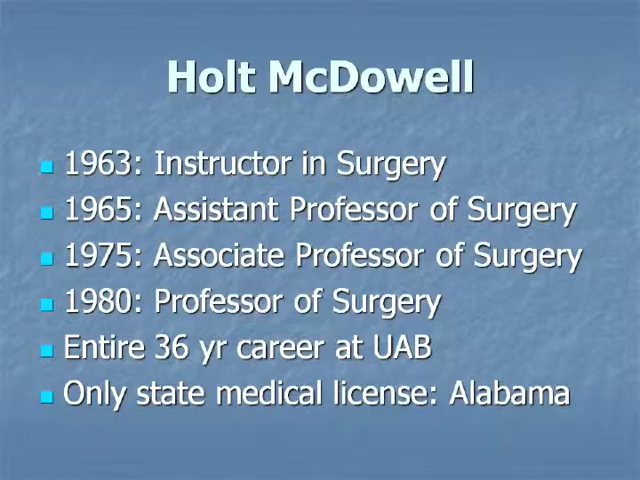 Holt McDowell
1963: Instructor in Surgery
1965: Assistant Professor of Surgery
1975: Associate Professor of Surgery
1980: Professor of Surgery
Entire 36 yr career at UAB
Only state medical license: Alabama